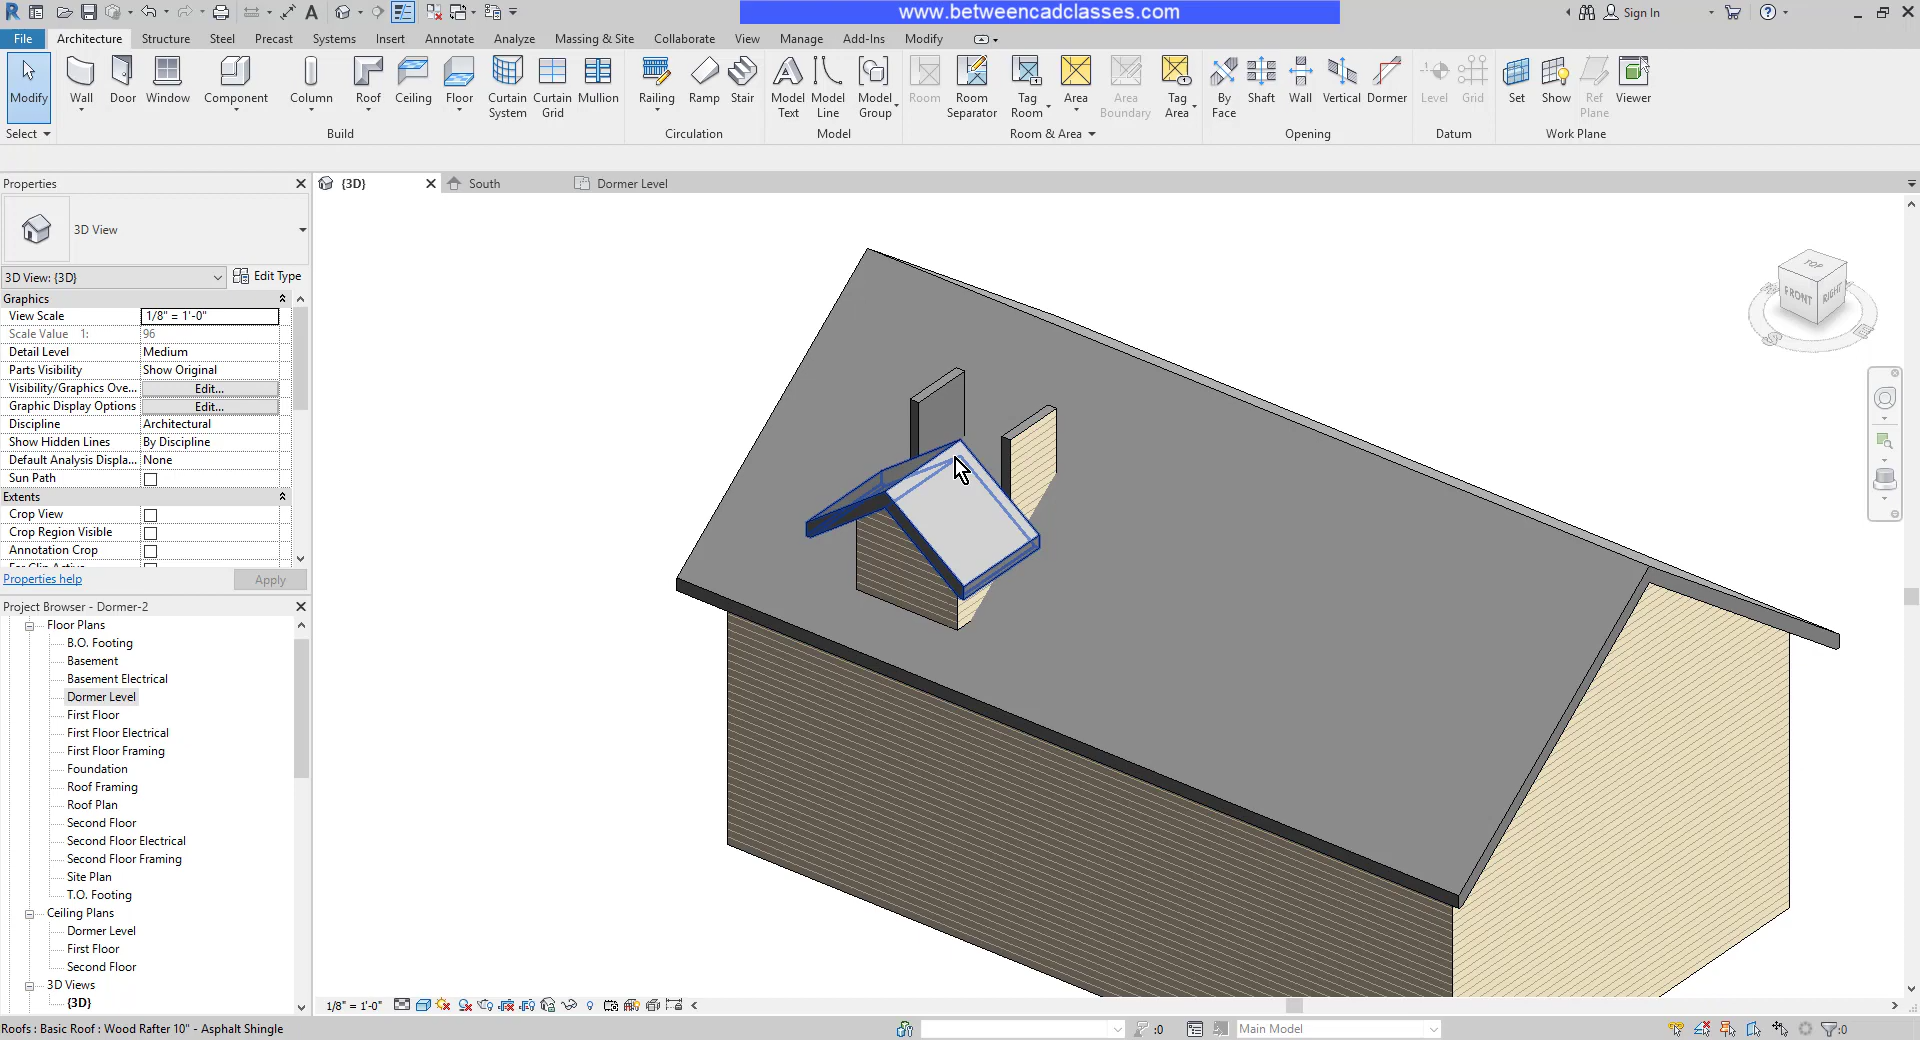 www.betweencadclasses.com
Sign In
File Architecture Structure Steel Precast Systems Insert Annotate Analyze Massing & Site Collaborate View Manage Add-Ins Modify
Modify Wall Door Window Component Column Roof Ceiling Floor Curtain System Curtain Grid Mullion Railing Ramp Stair Model Text Model Line Model Group Room Room Separator Tag Room Area Area Boundary Tag Area By Face Shaft Wall Vertical Dormer Level Grid Set Show Ref Plane Viewer
Select Build Circulation Model Room & Area Opening Datum Work Plane
Properties
{3D} South Dormer Level
3D View
3D View: {3D} Edit Type
Graphics
View Scale 1/8" = 1'-0"
Scale Value 1: 96
Detail Level Medium
Parts Visibility Show Original
Visibility/Graphics Ove... Edit...
Graphic Display Options Edit...
Discipline Architectural
Show Hidden Lines By Discipline
Default Analysis Displa... None
Sun Path
Extents
Crop View
Crop Region Visible
Annotation Crop
Properties help Apply
Project Browser - Dormer-2
Floor Plans
B.O. Footing
Basement
Basement Electrical
Dormer Level
First Floor
First Floor Electrical
First Floor Framing
Foundation
Roof Framing
Roof Plan
Second Floor
Second Floor Electrical
Second Floor Framing
Site Plan
T.O. Footing
Ceiling Plans
Dormer Level
First Floor
Second Floor
3D Views
{3D}
TOP
FRONT RIGHT
S
E
1/8" = 1'-0"
Roofs : Basic Roof : Wood Rafter 10" - Asphalt Shingle :0 Main Model :0